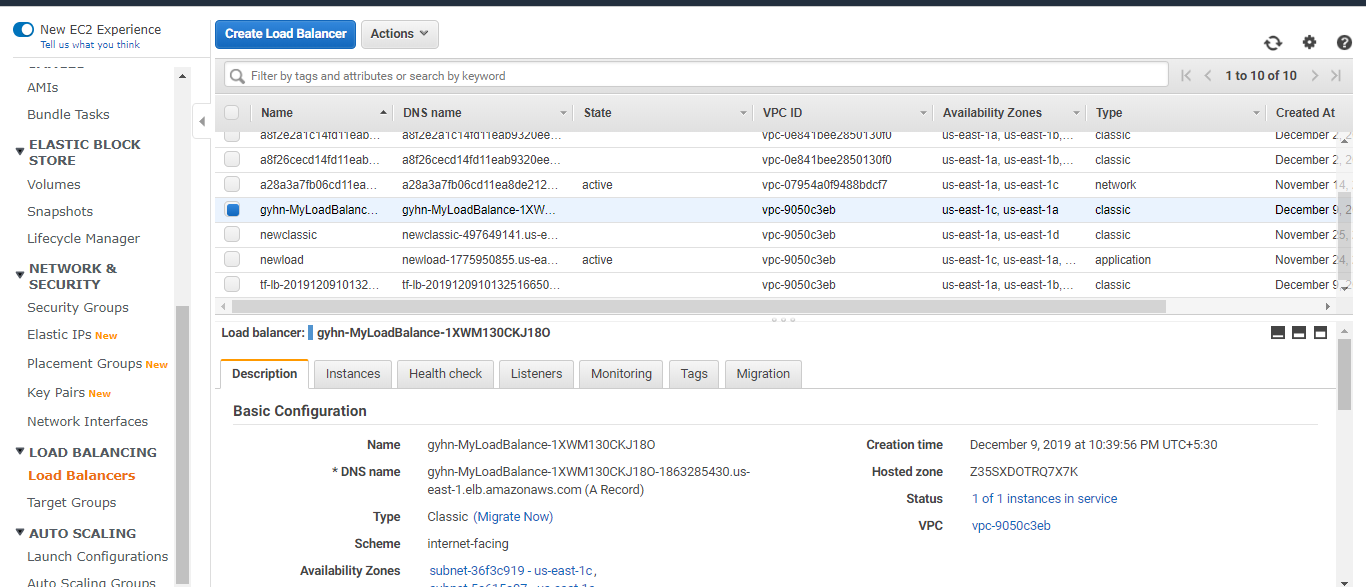 New EC2 Experience
Tell us what you think
AMIs
Bundle Tasks
ELASTIC BLOCK
STORE
Volumes
Snapshots
Lifecycle Manager
NETWORK &
SECURITY
Security Groups
Elastic IPs New
Placement Groups New
Key Pairs New
Network Interfaces
LOAD BALANCING
Load Balancers
Target Groups
AUTO SCALING
Launch Configurations
Auto Scaling Groups
Create Load Balancer Actions
Filter by tags and attributes or search by keyword 1 to 10 of 10
Name DNS name State VPC ID Availability Zones Type Created At
a8f2e2a1c14fd11eab... a8f2e2a1c14fd11eab9320ee... vpc-0e841bee2850130f0 us-east-1a, us-east-1b,... classic December 2,
a8f26cecd14fd11eab... a8f26cecd14fd11eab9320ee... vpc-0e841bee2850130f0 us-east-1a, us-east-1b,... classic December 2, 2
a28a3a7fb06cd11ea... a28a3a7fb06cd11ea8de212... active vpc-07954a0f9488bdcf7 us-east-1a, us-east-1c network November 14,
gyhn-MyLoadBalanc... gyhn-MyLoadBalance-1XW... vpc-9050c3eb us-east-1c, us-east-1a classic December 9, 2
newclassic newclassic-497649141.us-e... vpc-9050c3eb us-east-1a, us-east-1d classic November 25,
newload newload-1775950855.us-ea... active vpc-9050c3eb us-east-1c, us-east-1a, ... application November 24,
tf-lb-2019120910132... tf-lb-2019120910132516650... vpc-9050c3eb us-east-1a, us-east-1b,... classic December 9, 2
Load balancer: gyhn-MyLoadBalance-1XWM130CKJ18O
Description Instances Health check Listeners Monitoring Tags Migration
Basic Configuration
Name gyhn-MyLoadBalance-1XWM130CKJ18O
* DNS name gyhn-MyLoadBalance-1XWM130CKJ18O-1863285430.us-
east-1.elb.amazonaws.com (A Record)
Type Classic (Migrate Now)
Scheme internet-facing
Availability Zones subnet-36f3c919 - us-east-1c,
Creation time December 9, 2019 at 10:39:56 PM UTC+5:30
Hosted zone Z35SXDOTRQ7X7K
Status 1 of 1 instances in service
VPC vpc-9050c3eb